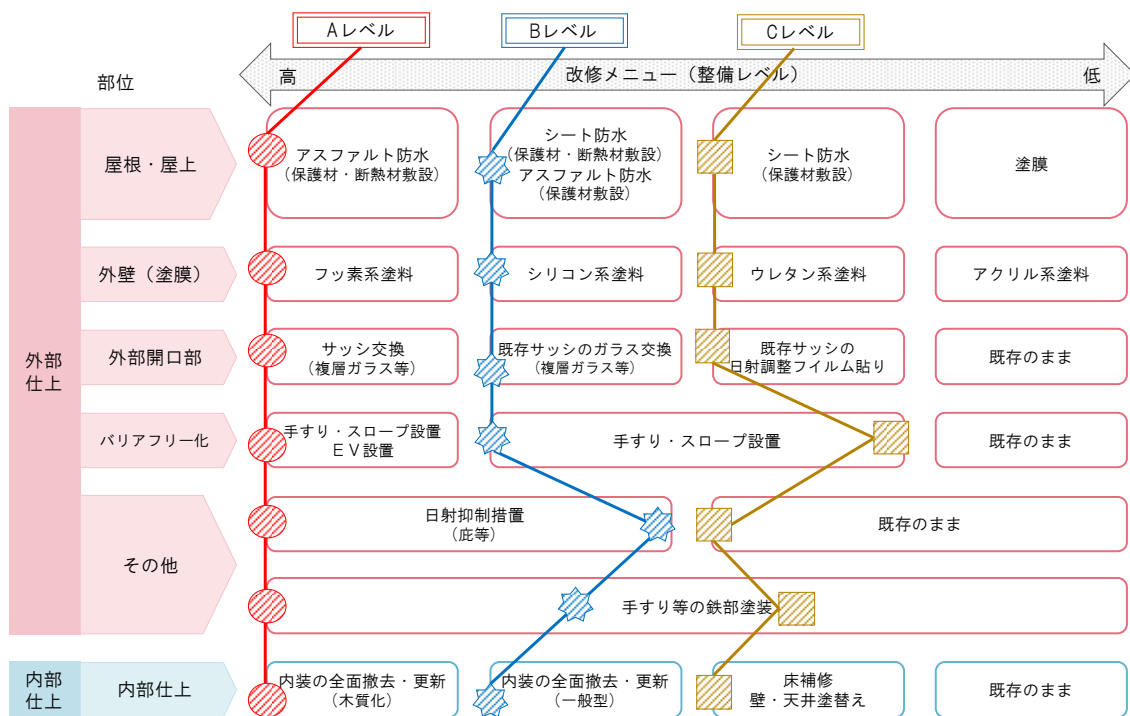 Aレベル
Bレベル
Cレベル
部位
高
改修メニュー（整備レベル）
低
外部
仕上
屋根・屋上
アスファルト防水
（保護材・断熱材敷設）
シート防水
（保護材・断熱材敷設）
アスファルト防水
（保護材敷設）
シート防水
（保護材敷設）
塗膜
外壁（塗膜）
フッ素系塗料
シリコン系塗料
ウレタン系塗料
アクリル系塗料
外部開口部
サッシ交換
（複層ガラス等）
既存サッシのガラス交換
（複層ガラス等）
既存サッシの
日射調整フイルム貼り
既存のまま
バリアフリー化
手すり・スロープ設置
ＥＶ設置
手すり・スロープ設置
既存のまま
その他
日射抑制措置
（庇等）
既存のまま
手すり等の鉄部塗装
内部
仕上
内部仕上
内装の全面撤去・更新
（木質化）
内装の全面撤去・更新
（一般型）
床補修
壁・天井塗替え
既存のまま